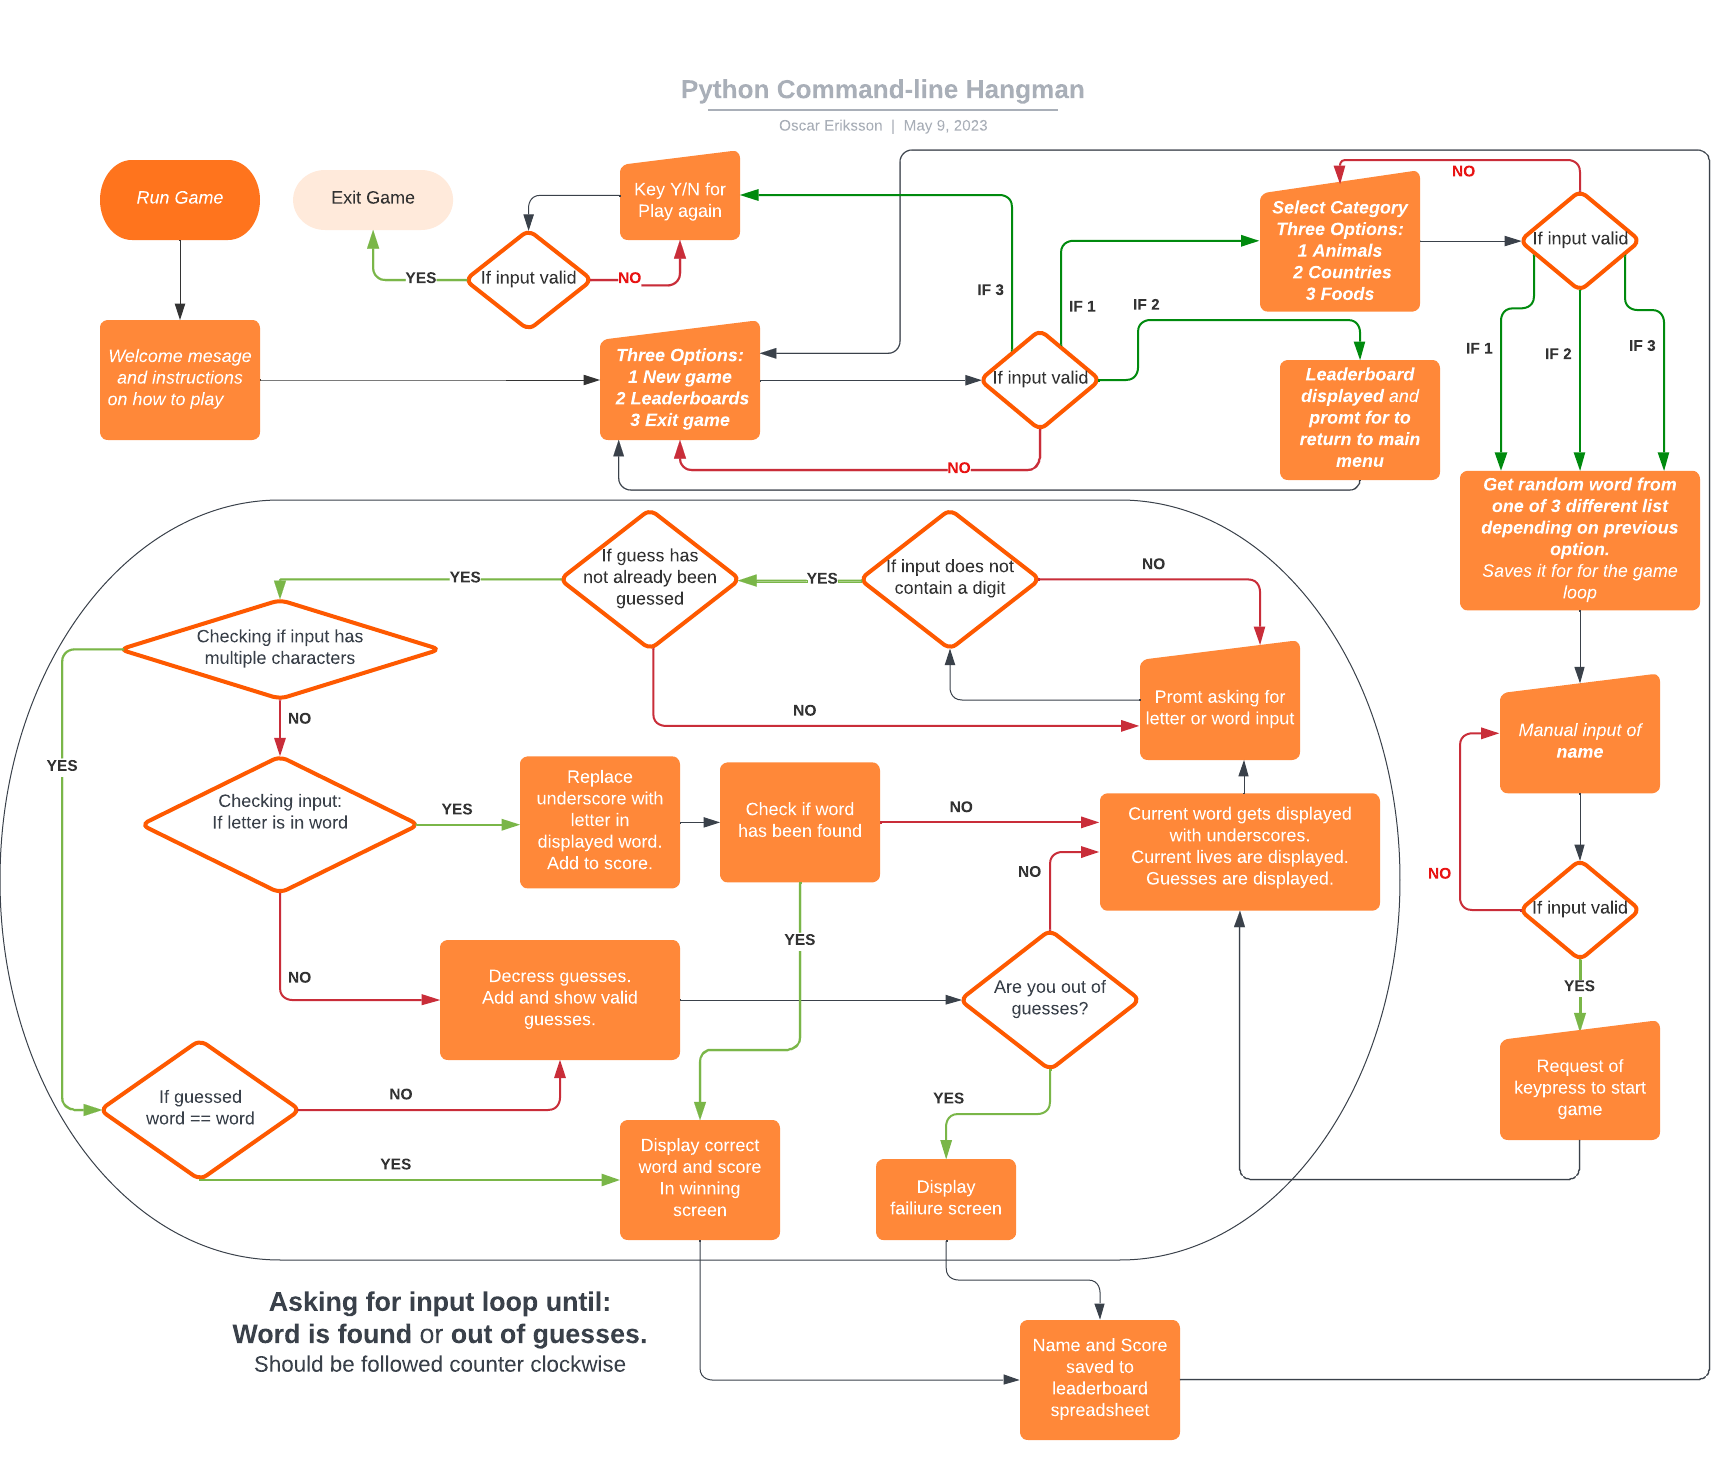 Python Command-line Hangman
Oscar Eriksson | May 9, 2023
Run Game
Exit Game
Key Y/N for
Play again
If input valid
YES
NO
Welcome mesage
and instructions
on how to play
Three Options:
1 New game
2 Leaderboards
3 Exit game
If input valid
IF 3
IF 1
IF 2
NO
Select Category
Three Options:
1 Animals
2 Countries
3 Foods
NO
If input valid
IF 1
IF 2
IF 3
Leaderboard
displayed and
promt for to
return to main
menu
Get random word from
one of 3 different list
depending on previous
option.
Saves it for for the game
loop
Manual input of
name
If input valid
NO
YES
Request of
keypress to start
game
Current word gets displayed
with underscores.
Current lives are displayed.
Guesses are displayed.
Promt asking for
letter or word input
If input does not
contain a digit
NO
YES
If guess has
not already been
guessed
NO
YES
Checking if input has
multiple characters
YES
NO
Checking input:
If letter is in word
YES
NO
Replace
underscore with
letter in
displayed word.
Add to score.
Check if word
has been found
NO
YES
Decress guesses.
Add and show valid
guesses.
Are you out of
guesses?
NO
YES
If guessed
word == word
NO
YES
Display correct
word and score
In winning
screen
Display
failiure screen
Asking for input loop until:
Word is found or out of guesses.
Should be followed counter clockwise
Name and Score
saved to
leaderboard
spreadsheet